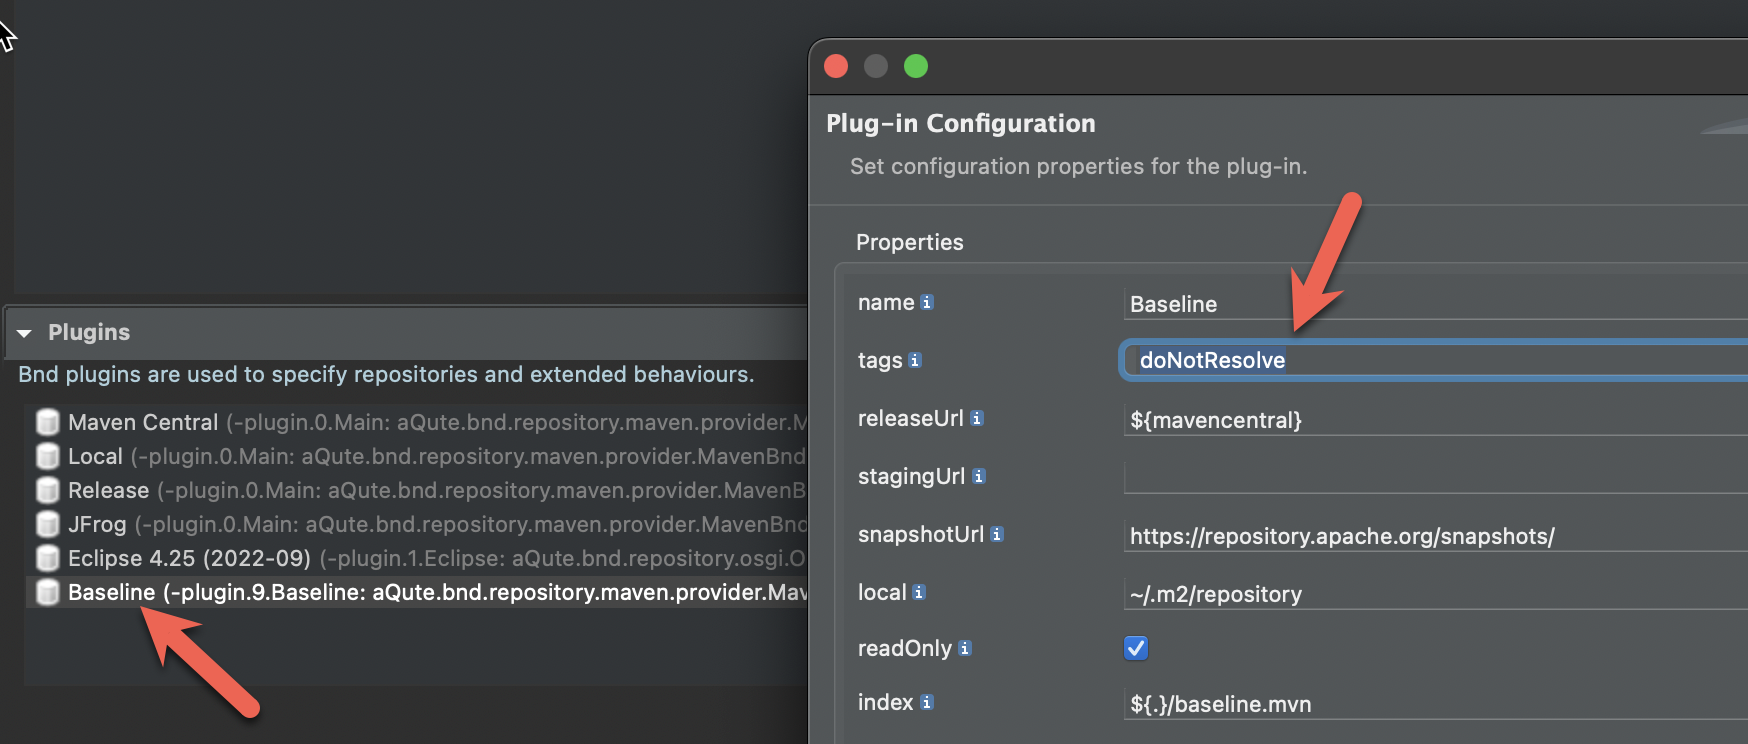 Plugins
Bnd plugins are used to specify repositories and extended behaviours.
Maven Central (-plugin.0.Main: aQute.bnd.repository.maven.provider.M
Local (-plugin.0.Main: aQute.bnd.repository.maven.provider.MavenBnd
Release (-plugin.0.Main: aQute.bnd.repository.maven.provider.MavenB
JFrog (-plugin.0.Main: aQute.bnd.repository.maven.provider.MavenBnd
Eclipse 4.25 (2022-09) (-plugin.1.Eclipse: aQute.bnd.repository.osgi.O
Baseline (-plugin.9.Baseline: aQute.bnd.repository.maven.provider.Mav
Plug-in Configuration
Set configuration properties for the plug-in.
Properties
name i Baseline
tags i doNotResolve
releaseUrl i ${mavencentral}
stagingUrl i
snapshotUrl i https://repository.apache.org/snapshots/
local i ~/.m2/repository
readOnly i
index i ${.}/baseline.mvn